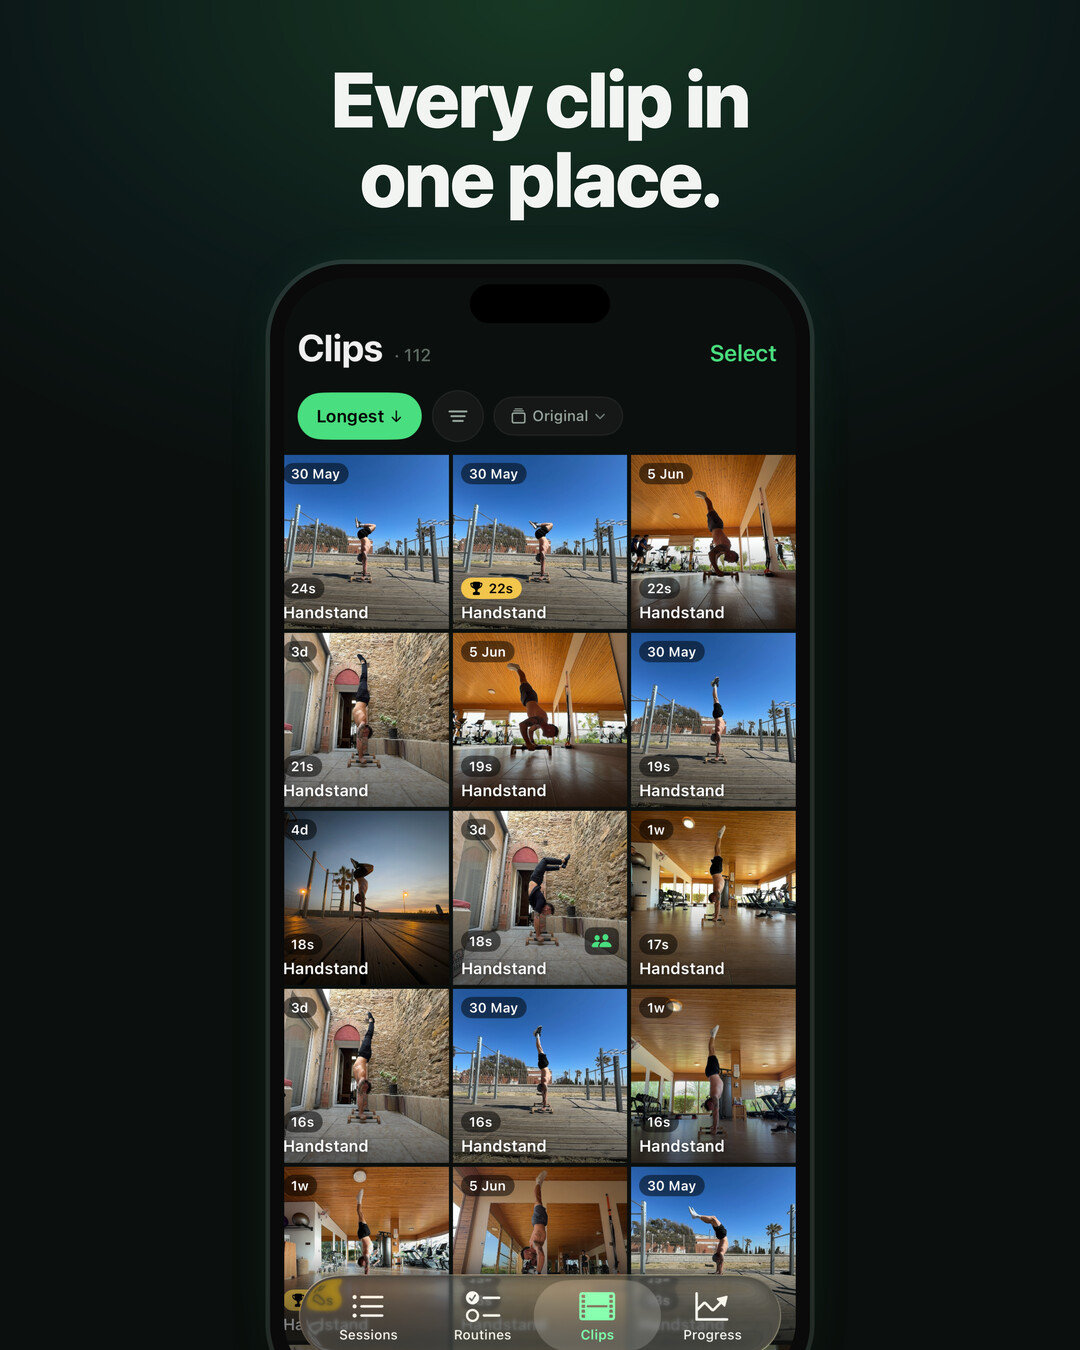 Every clip in
one place.
Clips · 112
Select
Longest ↓
Original
30 May
30 May
5 Jun
24s
22s
22s
Handstand
Handstand
Handstand
3d
5 Jun
30 May
21s
19s
19s
Handstand
Handstand
Handstand
4d
3d
1w
18s
18s
17s
Handstand
Handstand
Handstand
3d
30 May
1w
16s
16s
16s
Handstand
Handstand
Handstand
1w
5 Jun
30 May
Sessions
Routines
Clips
Progress